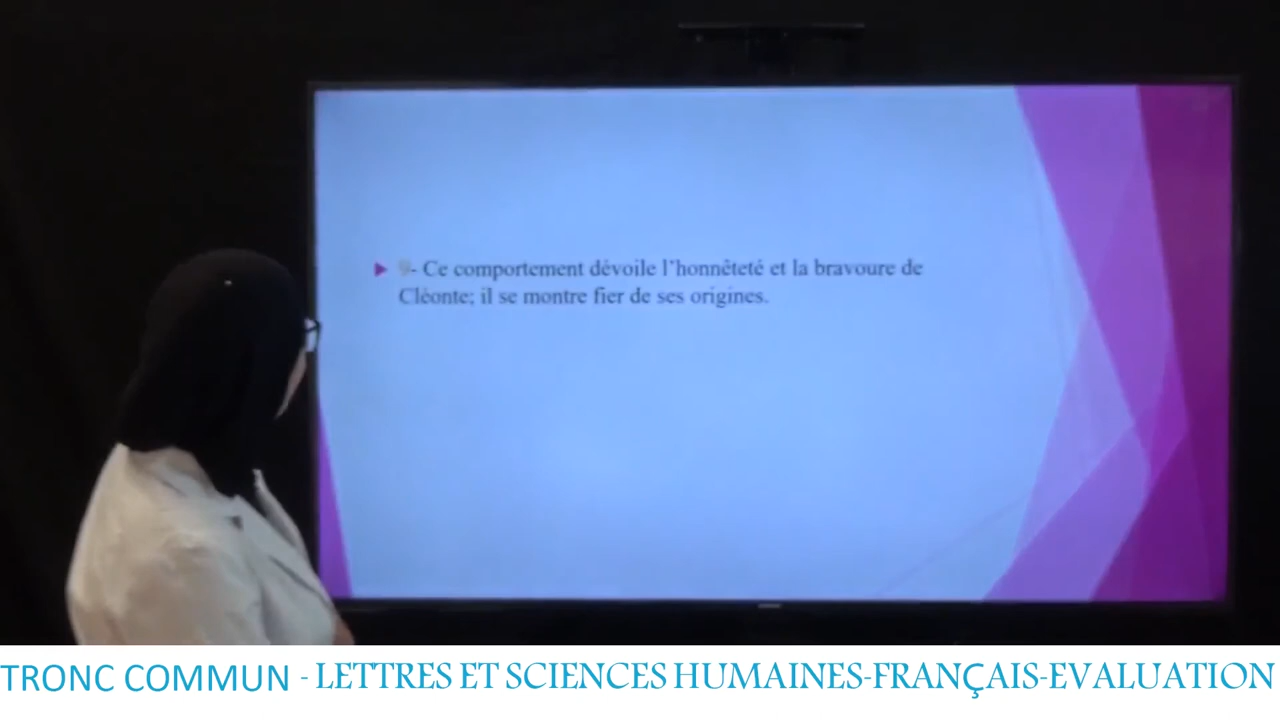 9- Ce comportement dévoile l'honnêteté et la bravoure de
Cléonte; il se montre fier de ses origines.
TRONC COMMUN - LETTRES ET SCIENCES HUMAINES-FRANÇAIS-EVALUATION